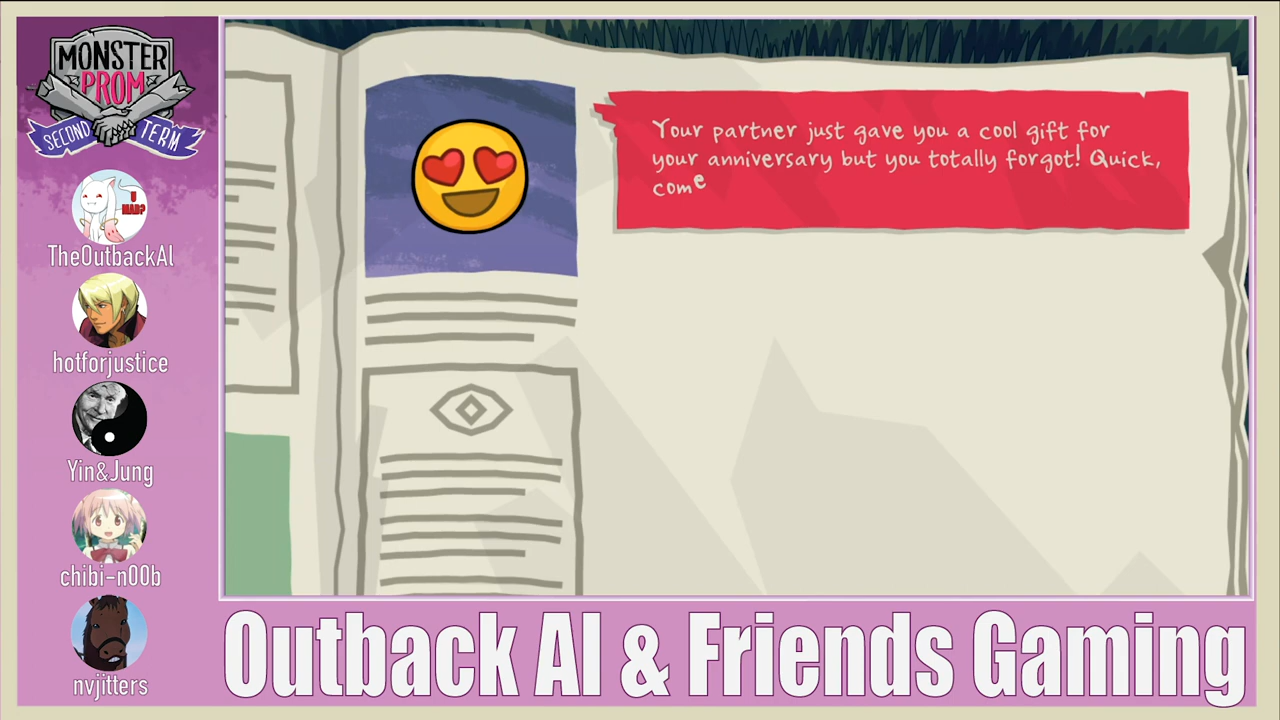 MONSTER
PROM
SECOND TERM
U
MAD?
TheOutbackAl
hotforjustice
Yin&Jung
chibi-n00b
nvjitters
Your partner just gave you a cool gift for
your anniversary but you totally forgot! Quick,
come
Outback Al & Friends Gaming